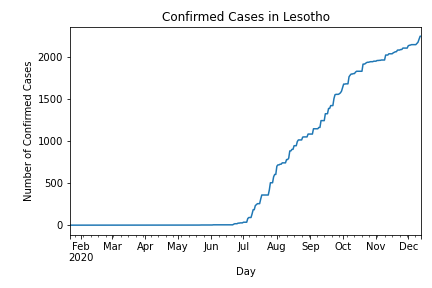 Confirmed Cases in Lesotho
Number of Confirmed Cases
2000
1500
1000
500
0
Feb Mar Apr May Jun Jul Aug Sep Oct Nov Dec
2020
Day